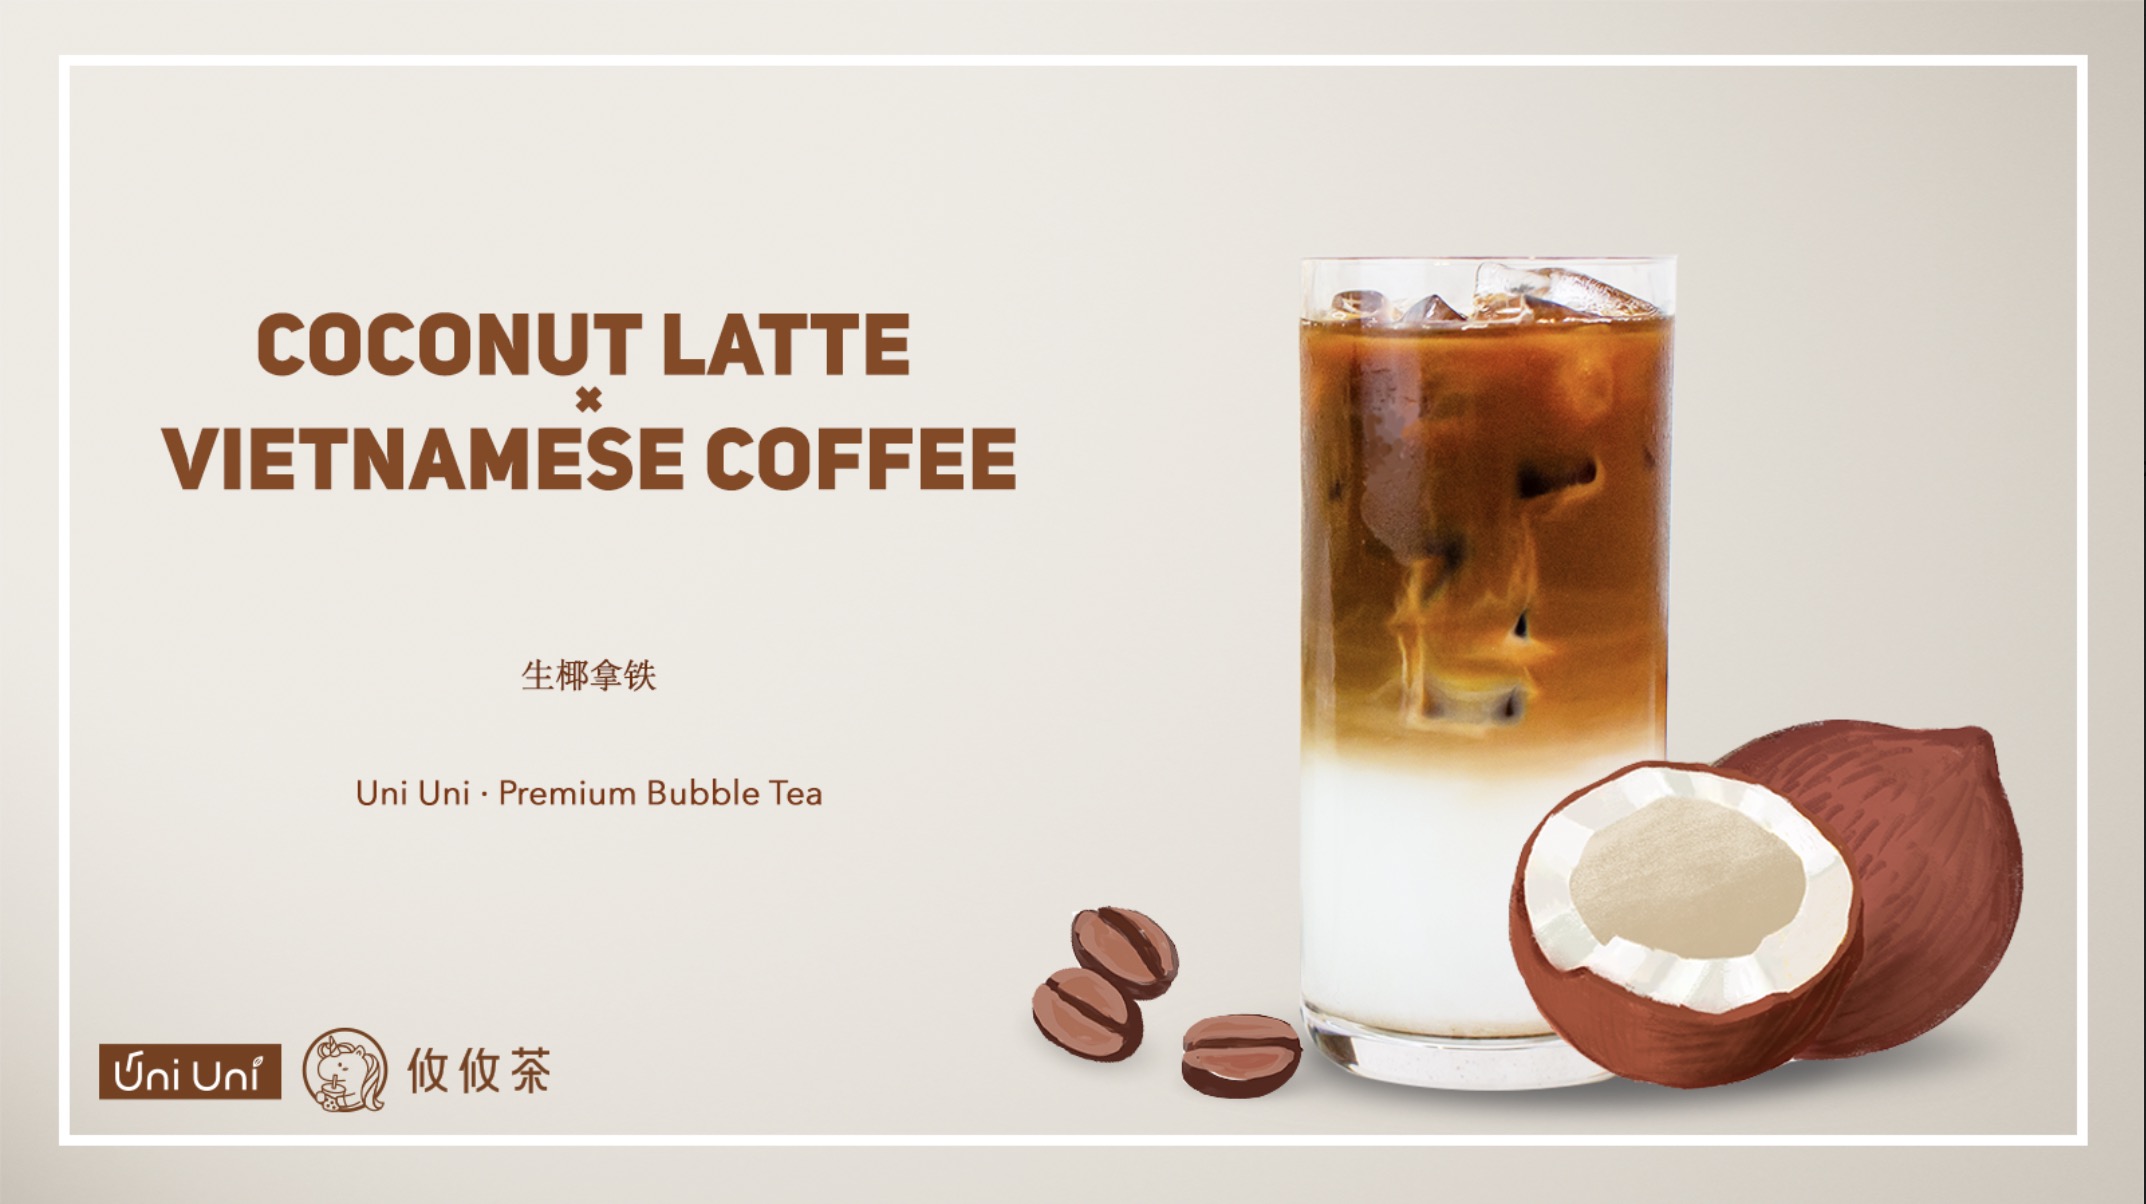 COCONUT LATTE
×
VIETNAMESE COFFEE
生椰拿铁
Uni Uni · Premium Bubble Tea
Uni Uni 攸攸茶